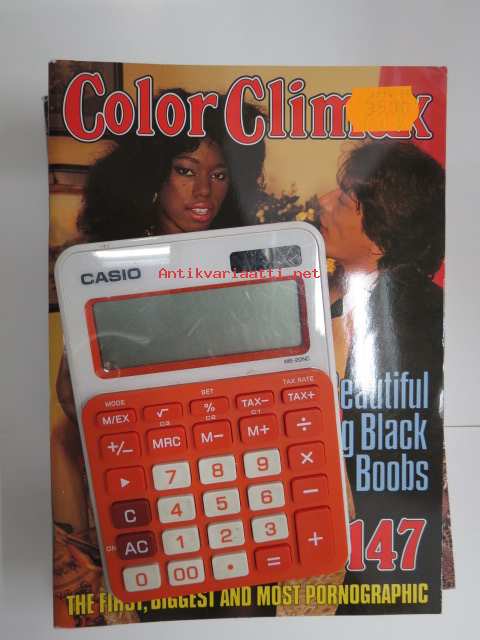 Color Climax
CASIO
Antikvariaatti.net
MS-20NC
MODE
SET
TAX RATE
M/EX
√
%
TAX−
TAX+
+/−
MRC
M−
M+
÷
▶
7
8
9
×
C
4
5
6
−
ON
AC
1
2
3
+
0
00
•
=
Beautiful
Black
Boobs
147
THE FIRST, BIGGEST AND MOST PORNOGRAPHIC